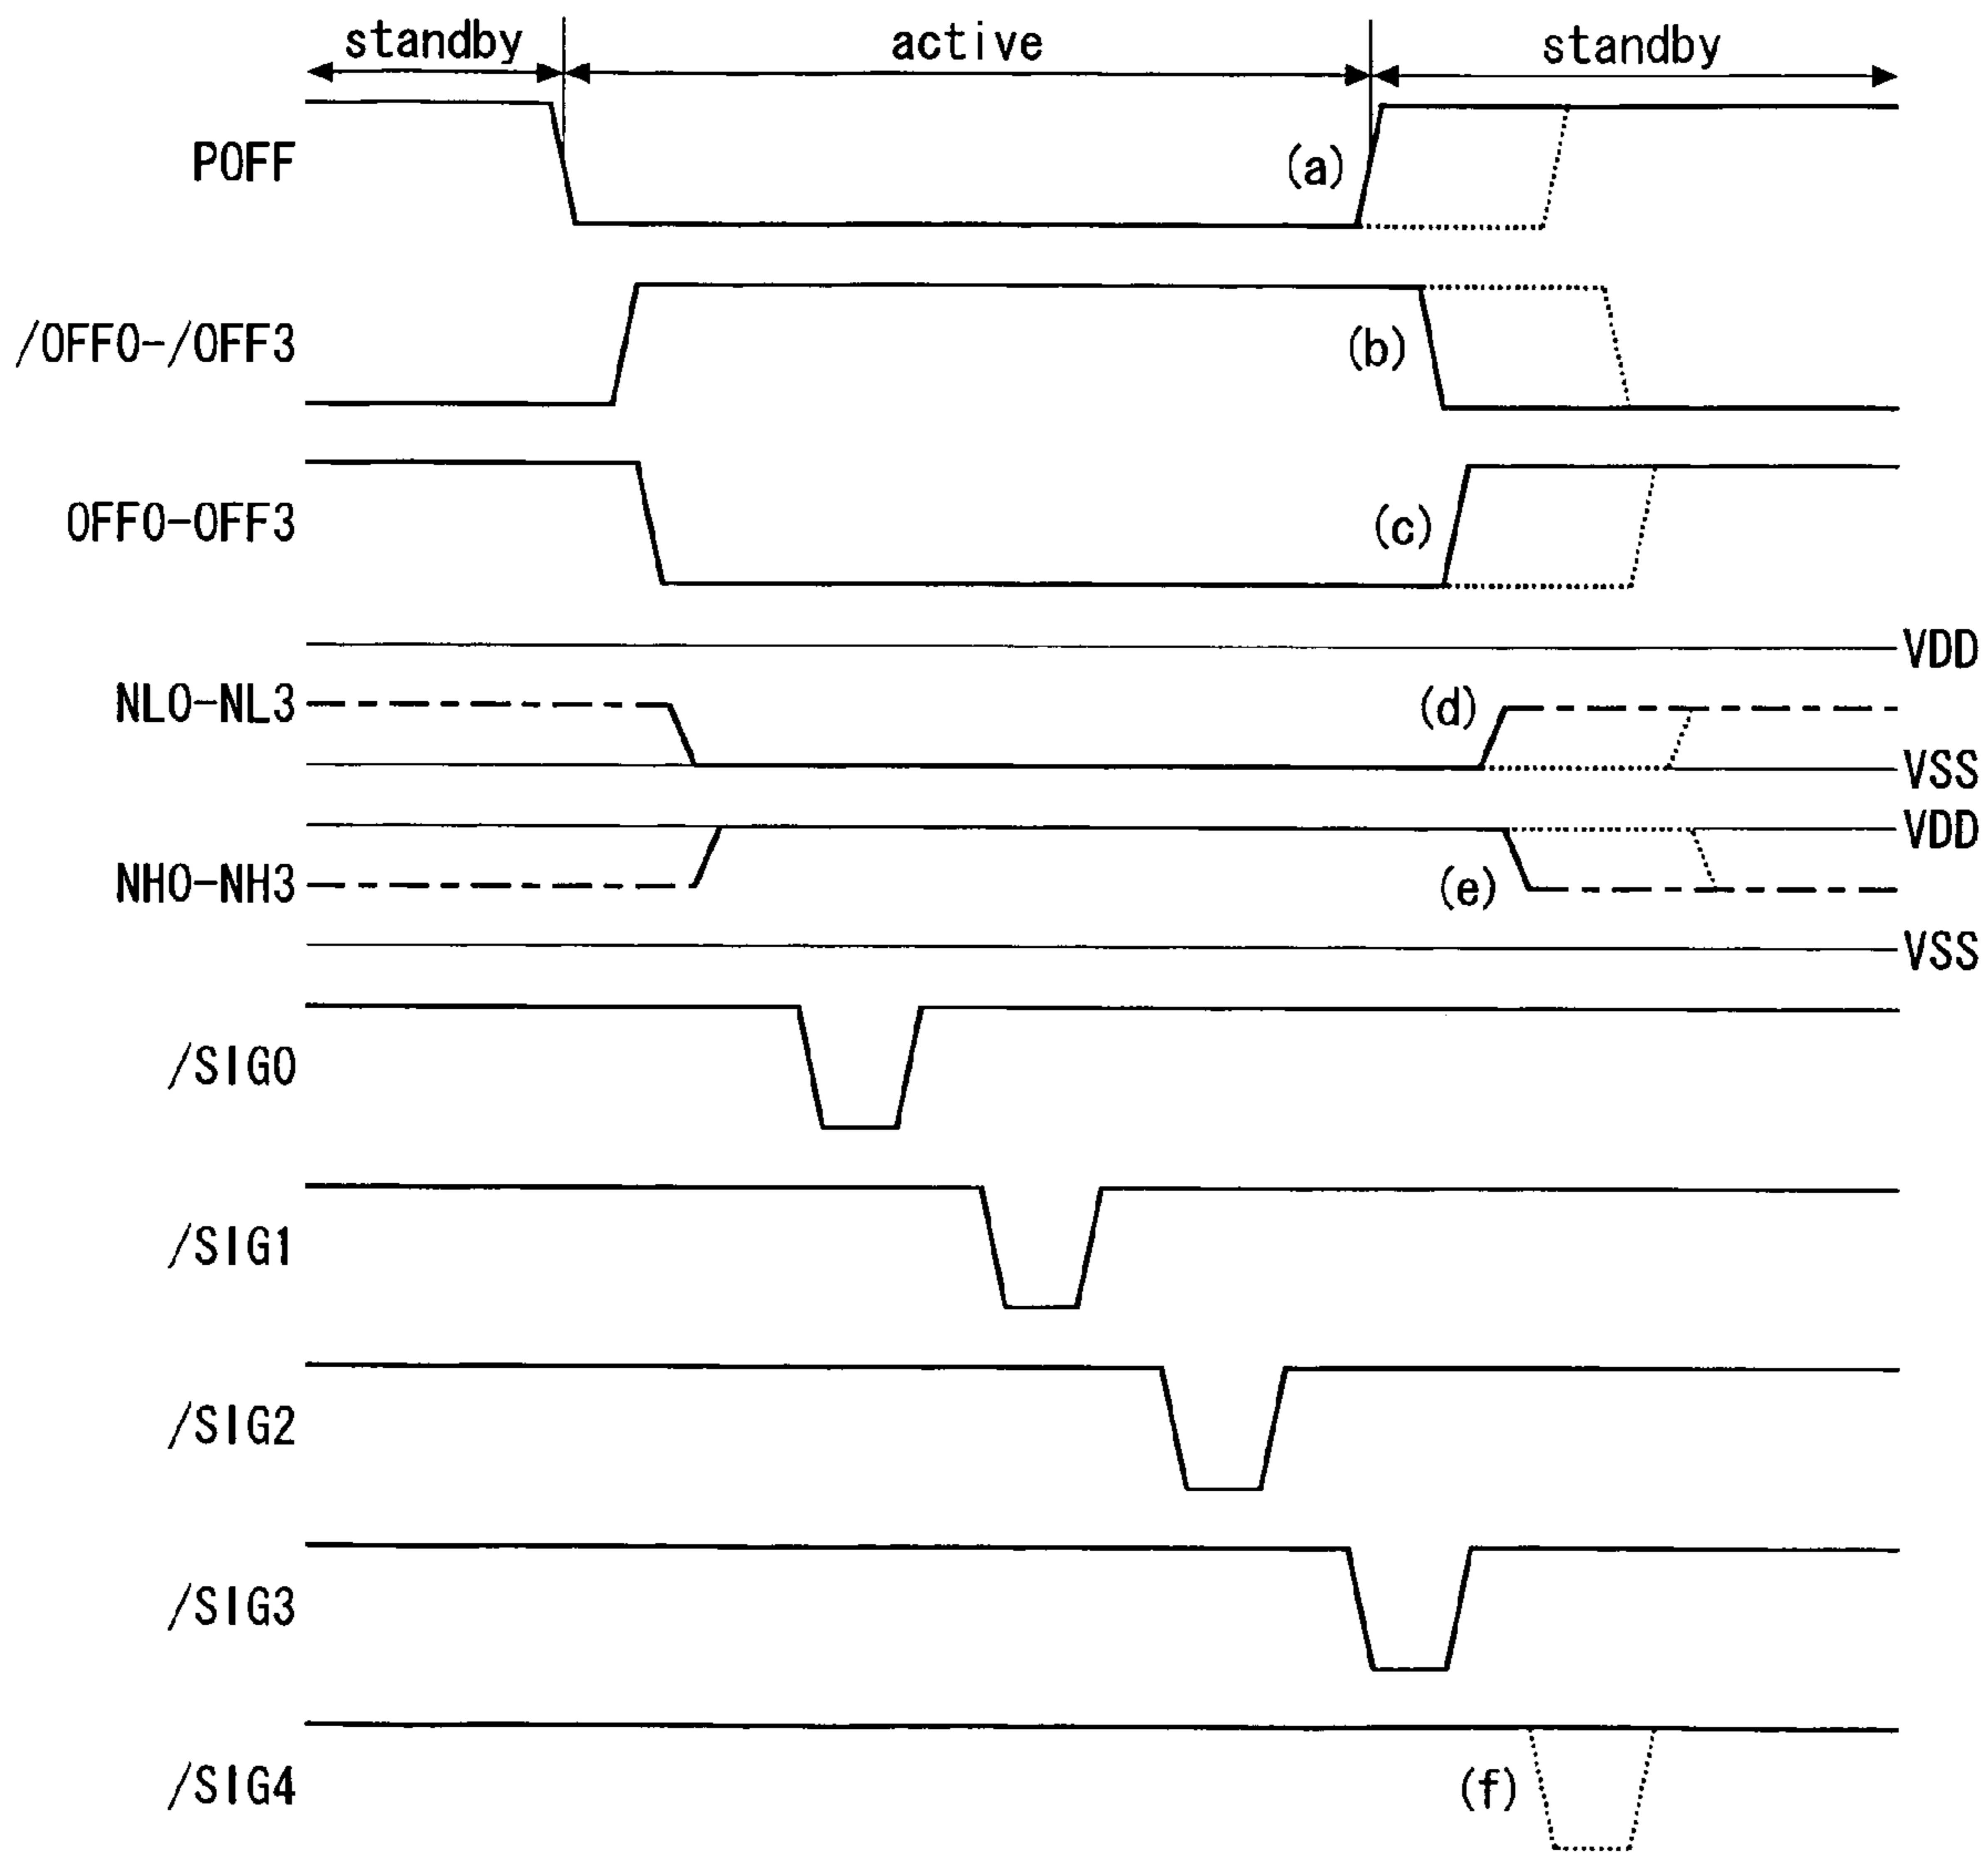 standby active standby
POFF (a)
/OFF0-/OFF3 (b)
OFF0-OFF3 (c)
VDD
NL0-NL3 (d)
VSS
VDD
NH0-NH3 (e)
VSS
/SIG0
/SIG1
/SIG2
/SIG3
/SIG4 (f)